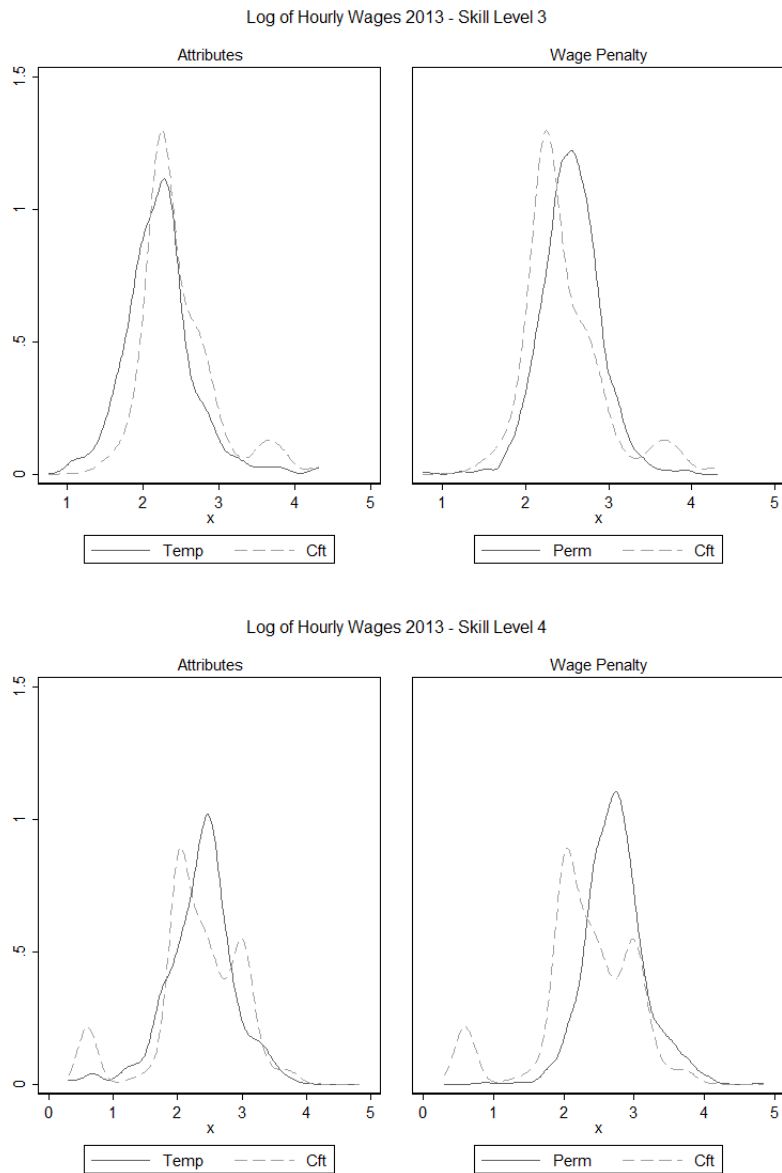 Log of Hourly Wages 2013 - Skill Level 3
Attributes
Wage Penalty
1.5
1
.5
0
1 2 3 4 5
x
1 2 3 4 5
x
Temp Cft
Perm Cft
Log of Hourly Wages 2013 - Skill Level 4
Attributes
Wage Penalty
1.5
1
.5
0
0 1 2 3 4 5
x
0 1 2 3 4 5
x
Temp Cft
Perm Cft